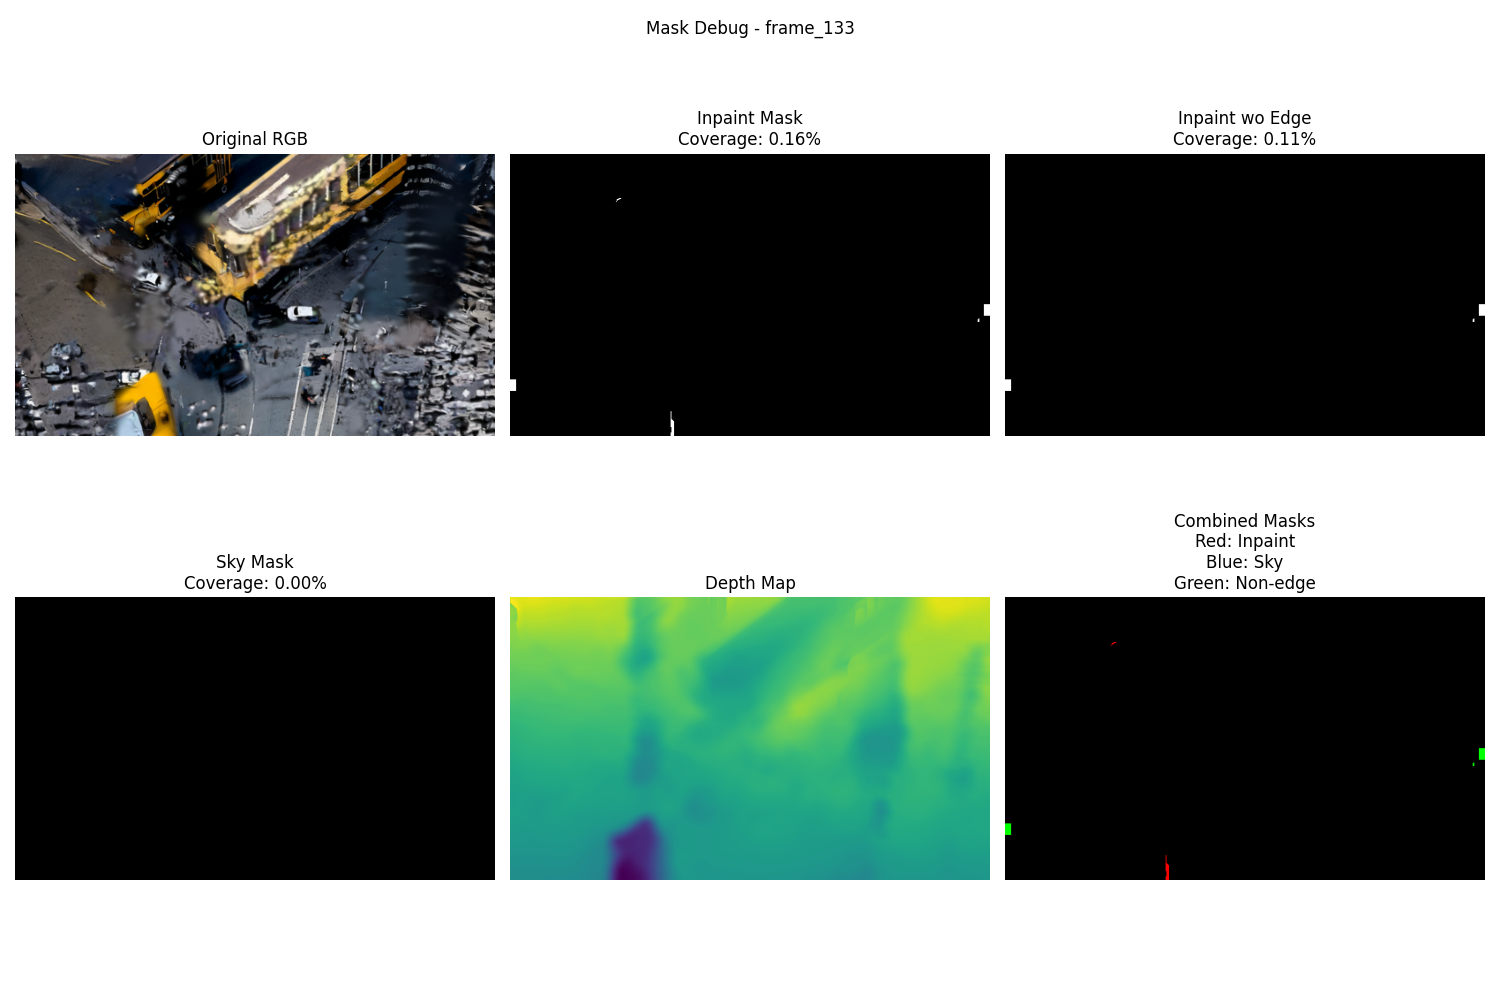 Mask Debug - frame_133
Original RGB
Inpaint Mask
Coverage: 0.16%
Inpaint wo Edge
Coverage: 0.11%
Sky Mask
Coverage: 0.00%
Depth Map
Combined Masks
Red: Inpaint
Blue: Sky
Green: Non-edge